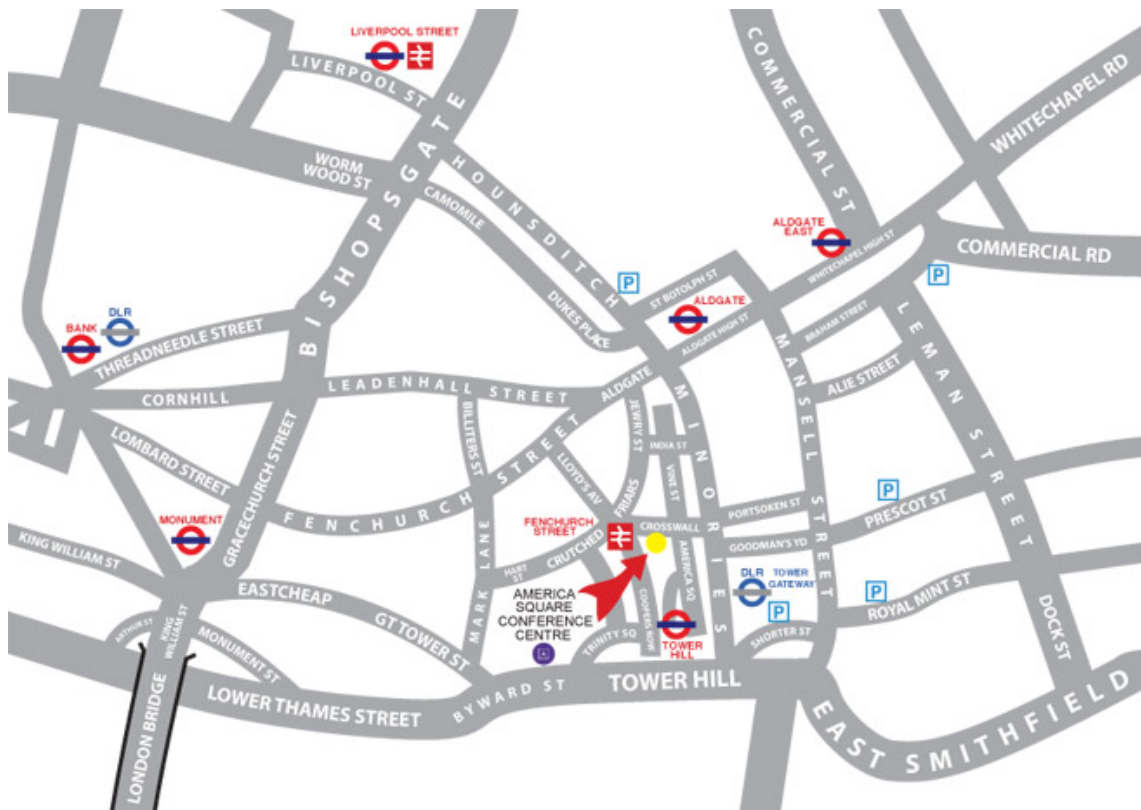 LIVERPOOL STREET
LIVERPOOL ST
BISHOPSGATE
COMMERCIAL ST
WHITECHAPEL RD
WORM
WOOD ST
CAMOMILE
HOUNSDITCH
DUKES PLACE
ALDGATE
EAST
WHITECHAPEL HIGH ST
COMMERCIAL RD
P
P
ST BOTOLPH ST
ALDGATE
ALDGATE HIGH ST
BANK
DLR
THREADNEEDLE STREET
BRAHAM STREET
ALIE STREET
MANSELL STREET
LEMAN STREET
CORNHILL
LEADENHALL STREET
ALDGATE
MINORIES
JEWRY ST
INDIA ST
VINE ST
BILLITERS ST
LLOYD'S AV
LOMBARD STREET
GRACECHURCH STREET
FENCHURCH STREET
FENCHURCH
STREET
CRUTCHED FRIARS
CROSSWALL
PORTSOKEN ST
P
PRESCOT ST
GOODMAN'S YD
MONUMENT
KING WILLIAM ST
EASTCHEAP
GT TOWER ST
MARK LANE
HART
ST
AMERICA
SQUARE
CONFERENCE
CENTRE
AMERICA SQ
COOPERS ROW
DLR
TOWER
GATEWAY
P
P
ROYAL MINT ST
SHORTER ST
TOWER
HILL
TRINITY SQ
DOCK ST
ARTHUR ST
KING
WILLIAM ST
MONUMENT ST
LOWER THAMES STREET
BYWARD ST
TOWER HILL
EAST SMITHFIELD
LONDON BRIDGE